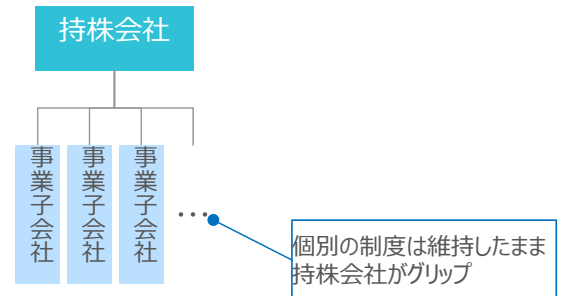 持株会社
事業子会社
事業子会社
事業子会社
…
個別の制度は維持したまま
持株会社がグリップ